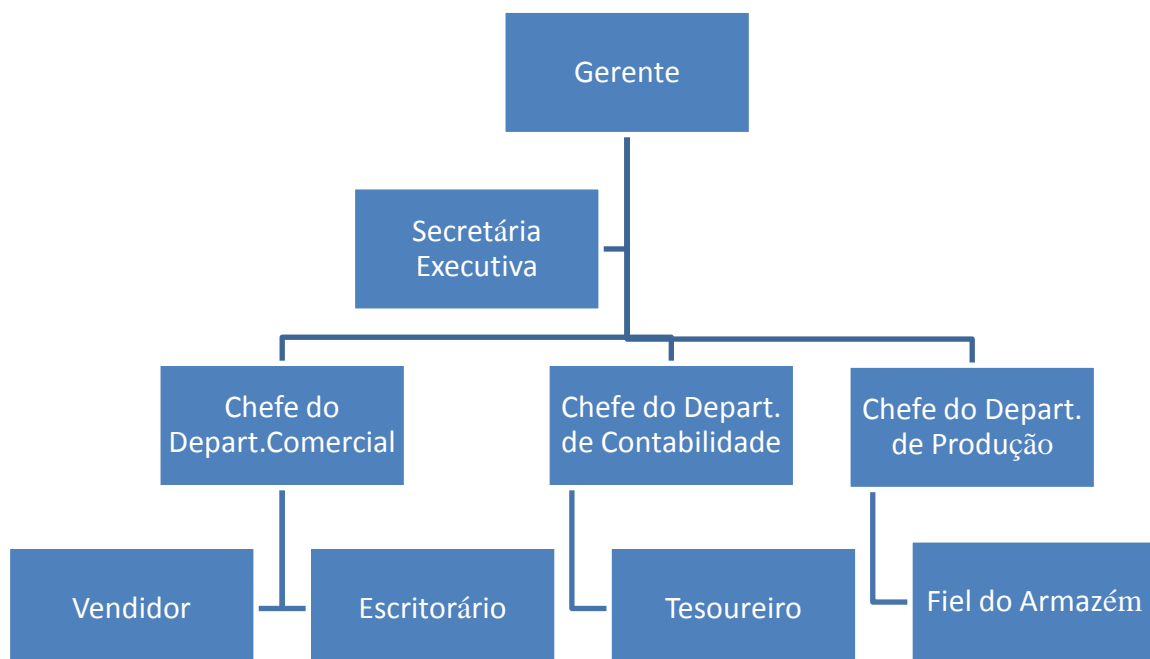 Gerente
Secretária
Executiva
Chefe do
Depart.Comercial
Chefe do Depart.
de Contabilidade
Chefe do Depart.
de Produção
Vendidor
Escritorário
Tesoureiro
Fiel do Armazém